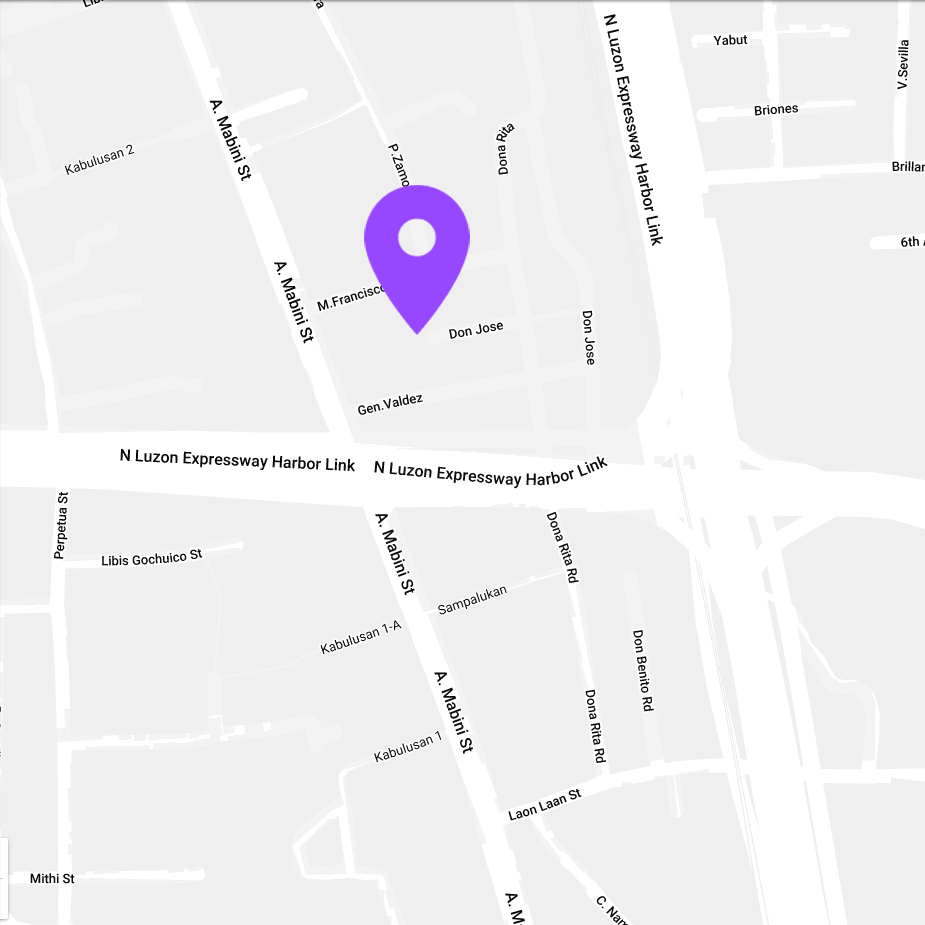 N Luzon Expressway Harbor Link
Yabut
V.Sevilla
A. Mabini St
Briones
Kabulusan 2
Dona Rita
P.Zamo
Brillan
6th A
A. Mabini St
M.Francisco
Don Jose
Don Jose
Gen.Valdez
N Luzon Expressway Harbor Link
N Luzon Expressway Harbor Link
Perpetua St
A. Mabini St
Dona Rita Rd
Libis Gochuico St
Sampalukan
Kabulusan 1-A
Don Benito Rd
A. Mabini St
Dona Rita Rd
Kabulusan 1
Laon Laan St
Mithi St
A. M
C. Nam